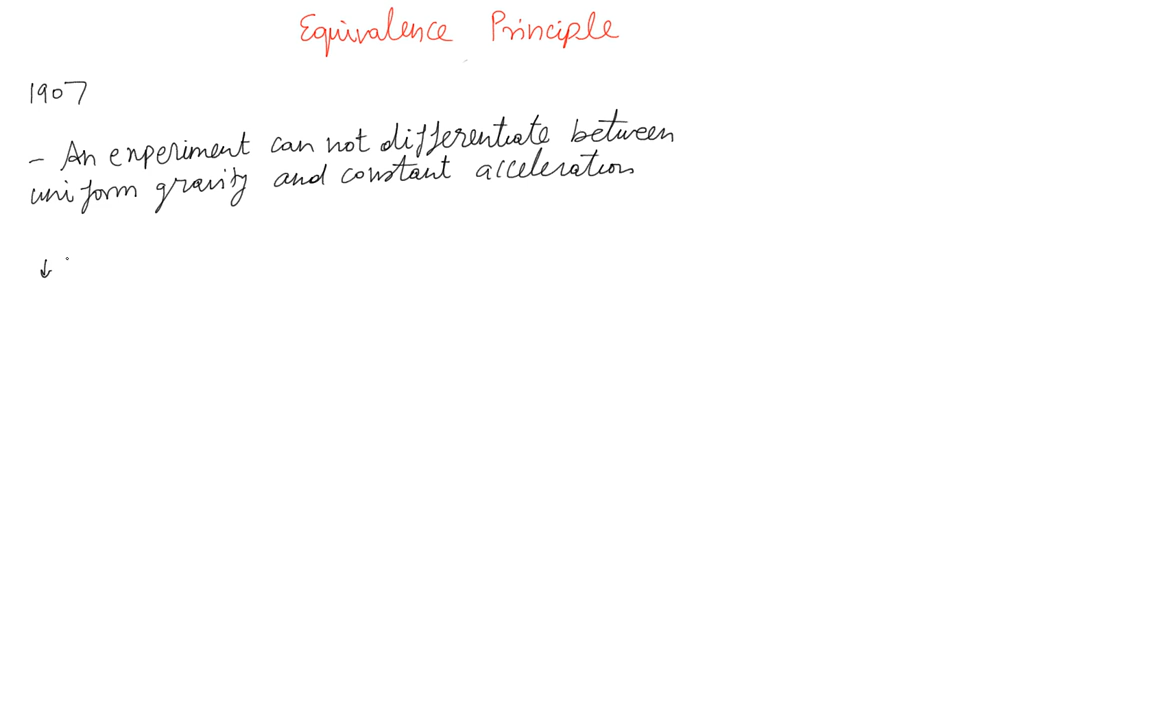 Equivalence Principle
1907
- An experiment can not differentiate between
uniform gravity and constant acceleration
↓